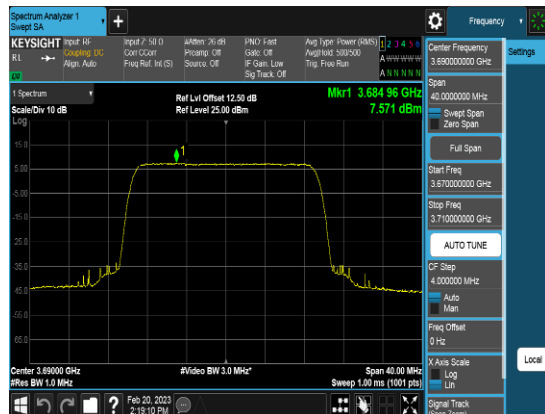 Spectrum Analyzer 1
Swept SA
+
Frequency
KEYSIGHT
RL
Input: RF
Coupling: DC
Align: Auto
Input Z: 50 Ω
Corr CCorr
Freq Ref: Int (S)
#Atten: 26 dB
Preamp: Off
Source: Off
PNO: Fast
Gate: Off
IF Gain: Low
Sig Track: Off
Avg Type: Power (RMS)
Avg|Hold: 500/500
Trig: Free Run
1 2 3 4 5 6
A W W W W W
A N N N N N
1 Spectrum
Scale/Div 10 dB
Log
Ref Lvl Offset 12.50 dB
Ref Level 25.00 dBm
Mkr1 3.684 96 GHz
7.571 dBm
1
15.0
5.00
-5.00
-15.0
-25.0
-35.0
-45.0
-55.0
-65.0
Center 3.69000 GHz
#Res BW 1.0 MHz
#Video BW 3.0 MHz*
Span 40.00 MHz
Sweep 1.00 ms (1001 pts)
Feb 20, 2023
2:19:10 PM
?
Center Frequency
3.690000000 GHz
Span
40.0000000 MHz
Swept Span
Zero Span
Full Span
Start Freq
3.670000000 GHz
Stop Freq
3.710000000 GHz
AUTO TUNE
CF Step
4.000000 MHz
Auto
Man
Freq Offset
0 Hz
X Axis Scale
Log
Lin
Signal Track
(Span Zoom)
Settings
Local